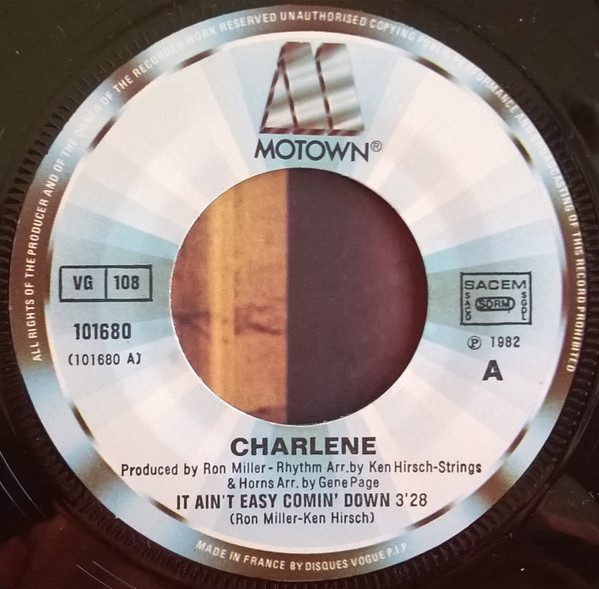 ALL RIGHTS OF THE PRODUCER AND OF THE OWNER OF THE RECORDED WORK RESERVED UNAUTHORISED COPYING PUBLIC PERFORMANCE AND BROADCASTING OF THIS RECORD PROHIBITED
MOTOWN®
VG 108
101680
(101680 A)
SACEM
SACD SDRM SGDL
℗ 1982
A
CHARLENE
Produced by Ron Miller - Rhythm Arr. by Ken Hirsch - Strings
& Horns Arr. by Gene Page
IT AIN'T EASY COMIN' DOWN 3'28
(Ron Miller-Ken Hirsch)
MADE IN FRANCE BY DISQUES VOGUE P.I.P.